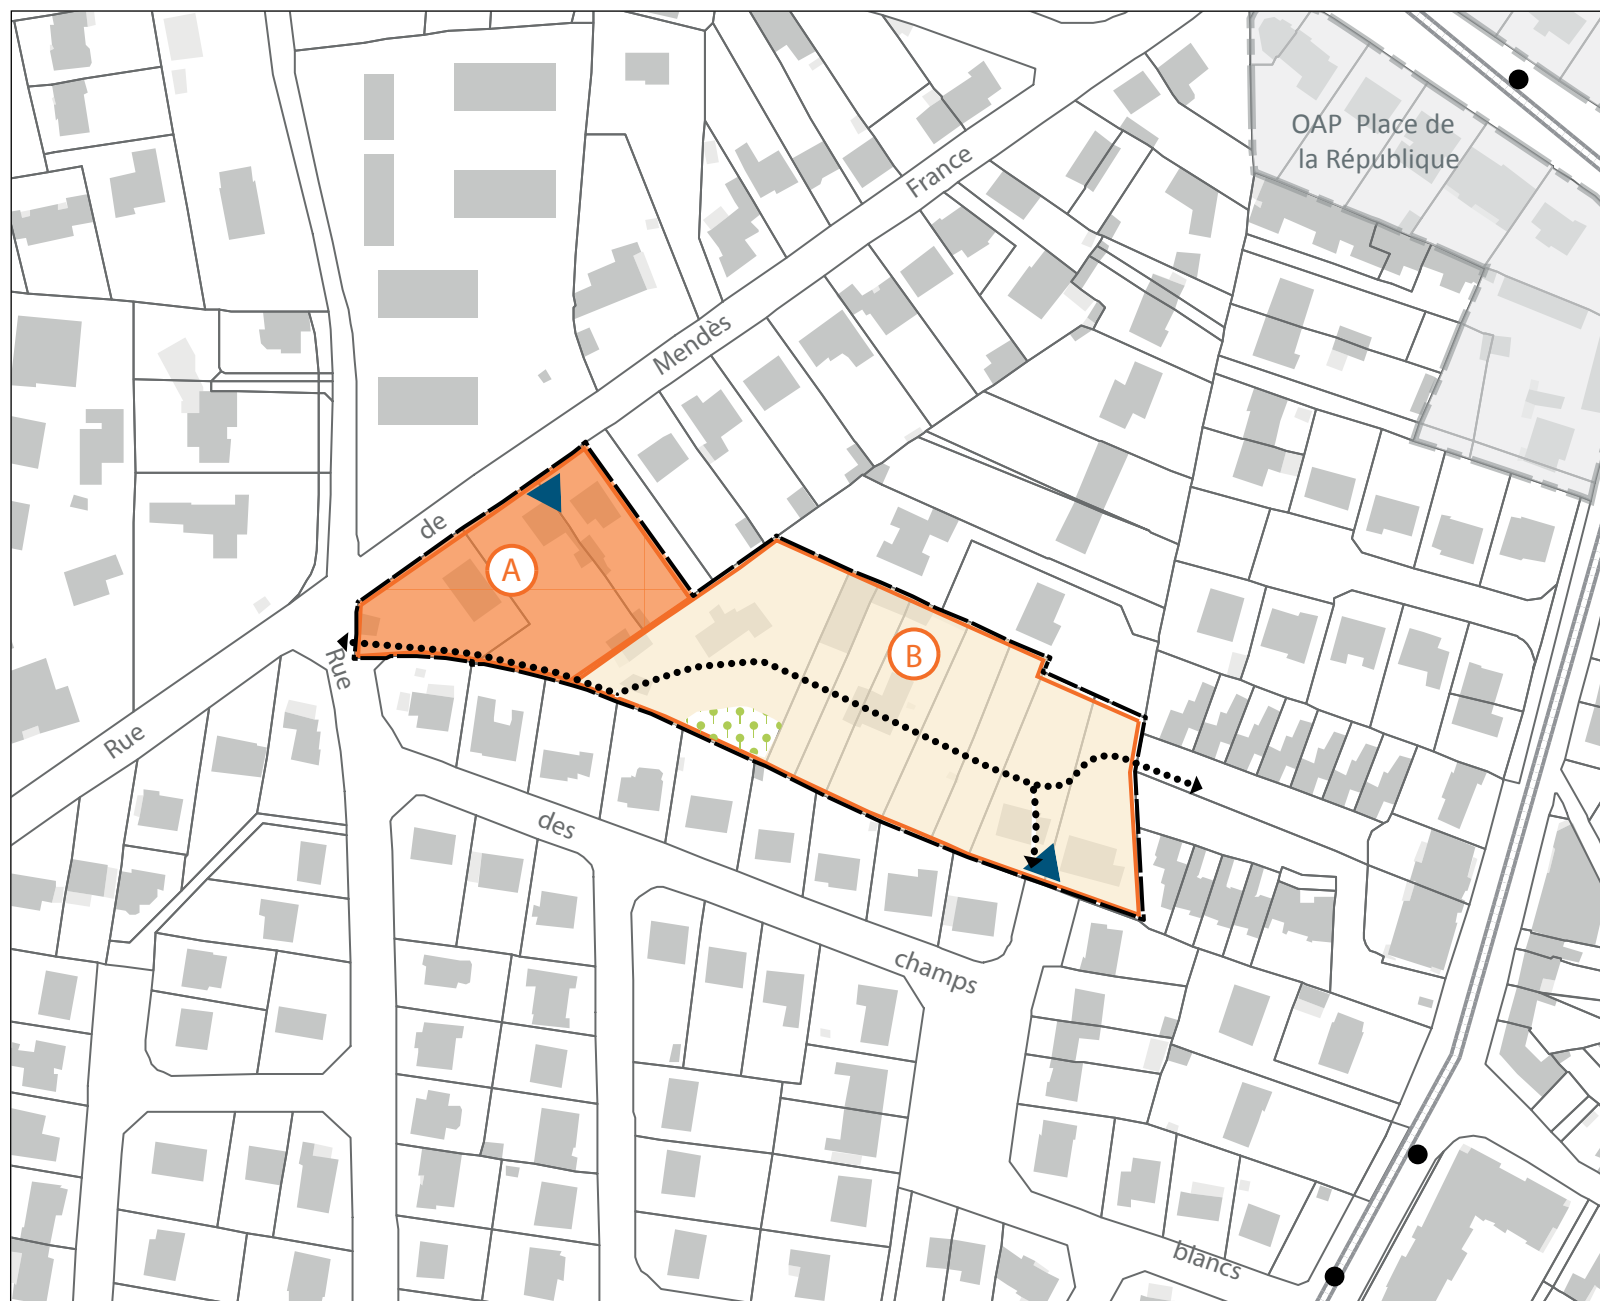 OAP Place de
la République
France
Mendès
de
Rue
A
B
Rue
des
champs
blancs